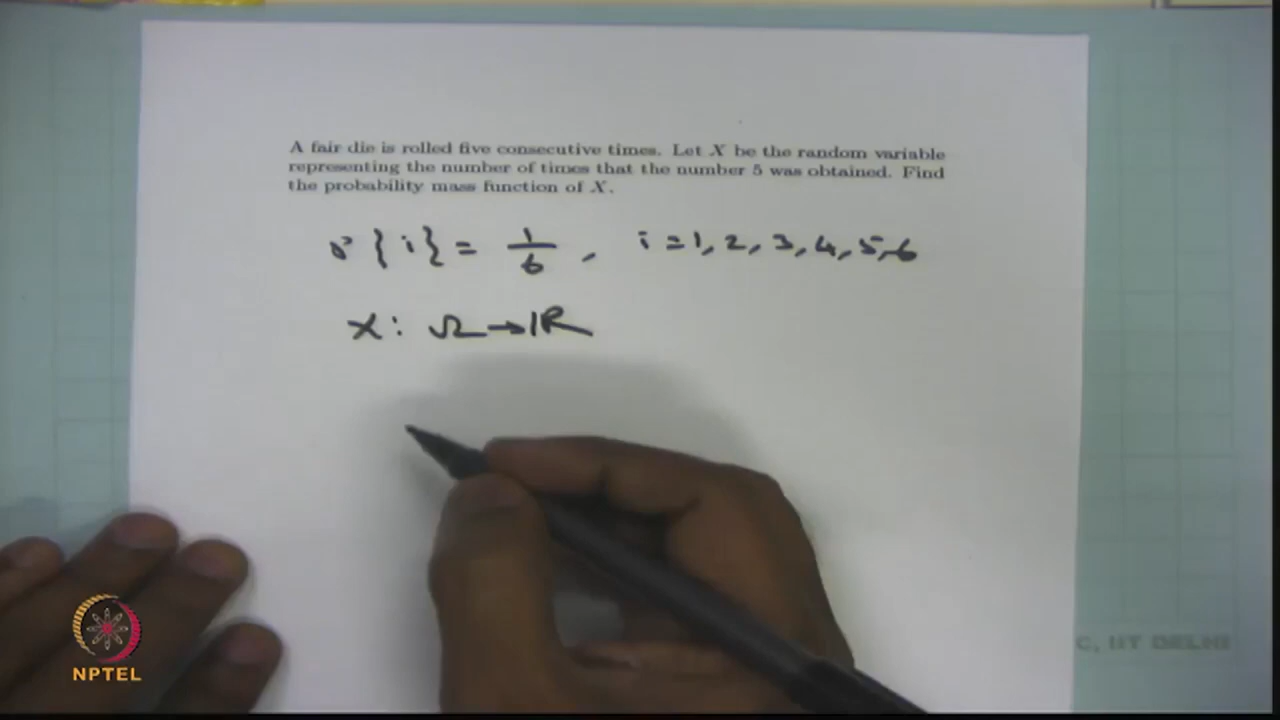 A fair die is rolled five consecutive times. Let X be the random variable
representing the number of times that the number 5 was obtained. Find
the probability mass function of X.
P{i} = 1/6, i = 1, 2, 3, 4, 5, 6
X: Ω → ℝ
C, IIT DELHI
NPTEL